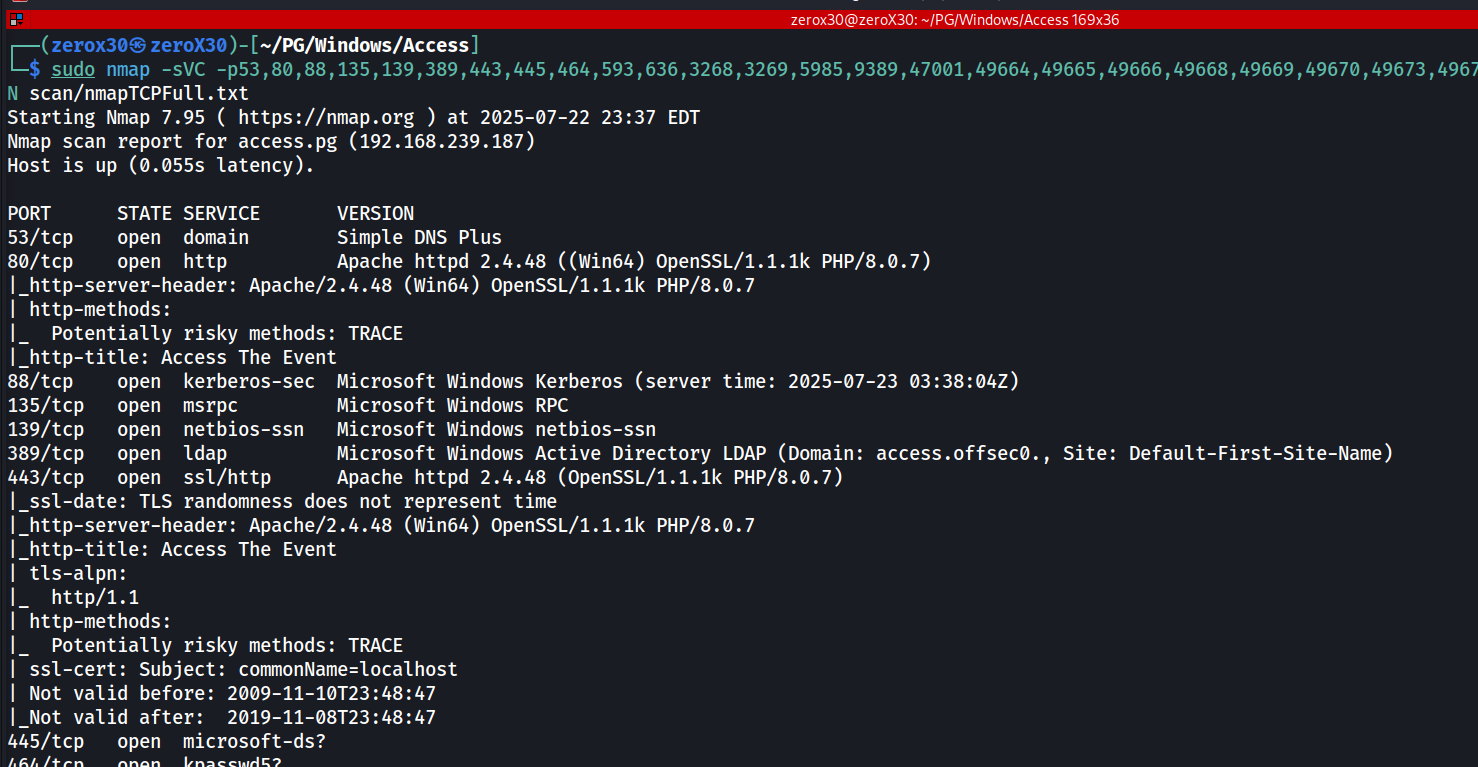 zerox30@zeroX30: ~/PG/Windows/Access 169x36
┌──(zerox30㉿zeroX30)-[~/PG/Windows/Access]
└─$ sudo nmap -sVC -p53,80,88,135,139,389,443,445,464,593,636,3268,3269,5985,9389,47001,49664,49665,49666,49668,49669,49670,49673,4967
N scan/nmapTCPFull.txt
Starting Nmap 7.95 ( https://nmap.org ) at 2025-07-22 23:37 EDT
Nmap scan report for access.pg (192.168.239.187)
Host is up (0.055s latency).
PORT      STATE SERVICE       VERSION
53/tcp    open  domain        Simple DNS Plus
80/tcp    open  http          Apache httpd 2.4.48 ((Win64) OpenSSL/1.1.1k PHP/8.0.7)
|_http-server-header: Apache/2.4.48 (Win64) OpenSSL/1.1.1k PHP/8.0.7
| http-methods:
|_  Potentially risky methods: TRACE
|_http-title: Access The Event
88/tcp    open  kerberos-sec  Microsoft Windows Kerberos (server time: 2025-07-23 03:38:04Z)
135/tcp   open  msrpc         Microsoft Windows RPC
139/tcp   open  netbios-ssn   Microsoft Windows netbios-ssn
389/tcp   open  ldap          Microsoft Windows Active Directory LDAP (Domain: access.offsec0., Site: Default-First-Site-Name)
443/tcp   open  ssl/http      Apache httpd 2.4.48 (OpenSSL/1.1.1k PHP/8.0.7)
|_ssl-date: TLS randomness does not represent time
|_http-server-header: Apache/2.4.48 (Win64) OpenSSL/1.1.1k PHP/8.0.7
|_http-title: Access The Event
| tls-alpn:
|_  http/1.1
| http-methods:
|_  Potentially risky methods: TRACE
| ssl-cert: Subject: commonName=localhost
| Not valid before: 2009-11-10T23:48:47
|_Not valid after:  2019-11-08T23:48:47
445/tcp   open  microsoft-ds?
464/tcp   open  kpasswd5?